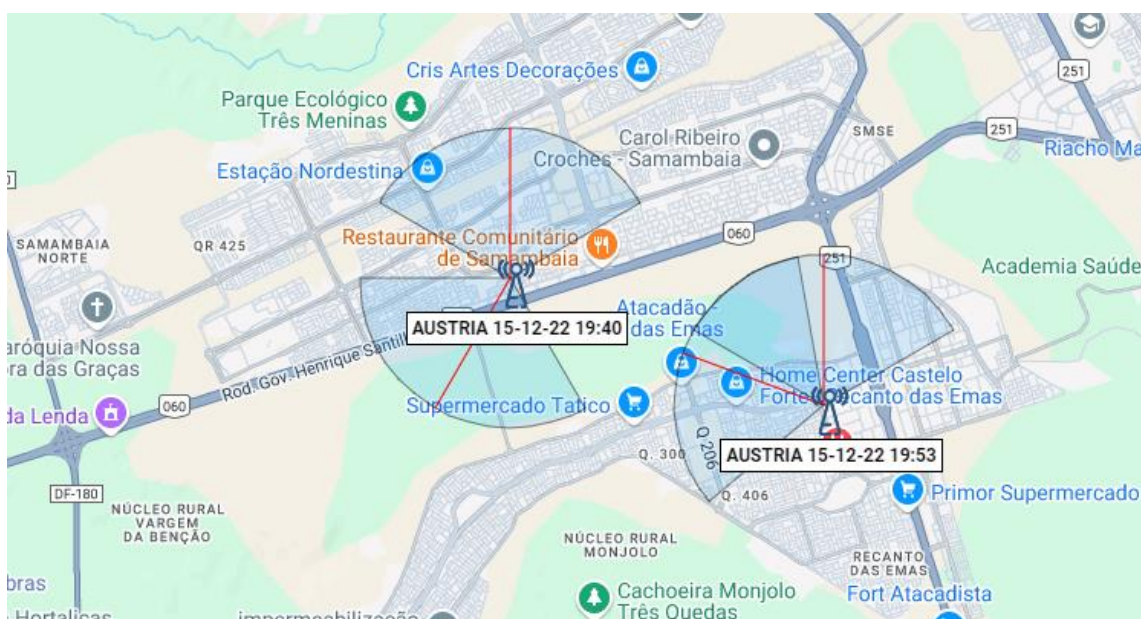 251
Cris Artes Decorações
Parque Ecológico
Três Meninas
SMSE
251
Carol Ribeiro
Croches - Samambaia
Riacho Ma
Estação Nordestina
SAMAMBAIA
NORTE
QR 425
Restaurante Comunitário
de Samambaia
060
251
Academia Saúde
AUSTRIA 15-12-22 19:40
Atacadão -
das Emas
aróquia Nossa
ra das Graças
Rod. Gov. Henrique Santill
Home Center Castelo
Forte
canto das Emas
da Lenda
060
Supermercado Tatico
Q. 206
Q. 300
AUSTRIA 15-12-22 19:53
Q. 406
DF-180
Primor Supermercado
NÚCLEO RURAL
VARGEM
DA BENÇÃO
NÚCLEO RURAL
MONJOLO
RECANTO
DAS EMAS
bras
Cachoeira Monjolo
Três Quedas
Fort Atacadista
Hortaliças
impermeabilização